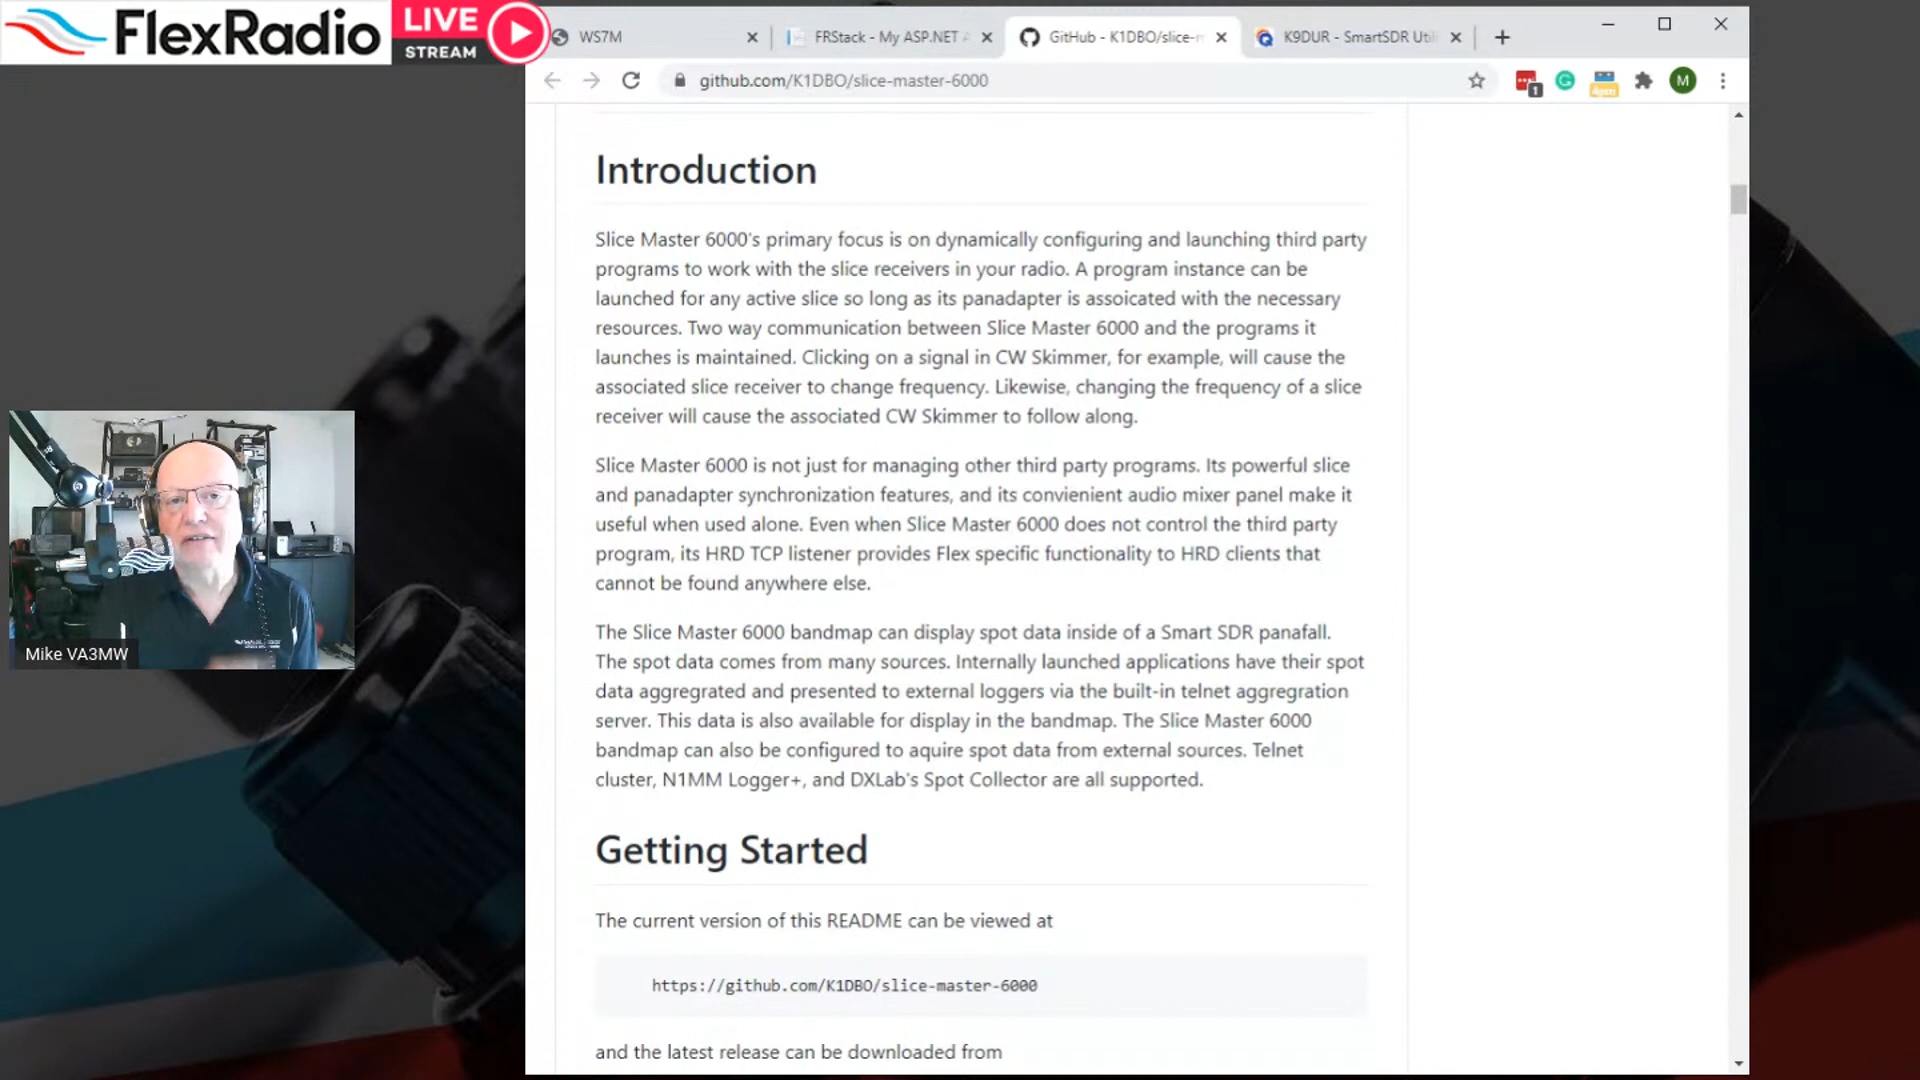 FlexRadio
LIVE
STREAM
WS7M
FRStack - My ASP.NET A
GitHub - K1DBO/slice-m
K9DUR - SmartSDR Util
github.com/K1DBO/slice-master-6000
1
M
Introduction
Slice Master 6000's primary focus is on dynamically configuring and launching third party
programs to work with the slice receivers in your radio. A program instance can be
launched for any active slice so long as its panadapter is assoicated with the necessary
resources. Two way communication between Slice Master 6000 and the programs it
launches is maintained. Clicking on a signal in CW Skimmer, for example, will cause the
associated slice receiver to change frequency. Likewise, changing the frequency of a slice
receiver will cause the associated CW Skimmer to follow along.
Slice Master 6000 is not just for managing other third party programs. Its powerful slice
and panadapter synchronization features, and its convienient audio mixer panel make it
useful when used alone. Even when Slice Master 6000 does not control the third party
program, its HRD TCP listener provides Flex specific functionality to HRD clients that
cannot be found anywhere else.
The Slice Master 6000 bandmap can display spot data inside of a Smart SDR panafall.
The spot data comes from many sources. Internally launched applications have their spot
data aggregrated and presented to external loggers via the built-in telnet aggregration
server. This data is also available for display in the bandmap. The Slice Master 6000
bandmap can also be configured to aquire spot data from external sources. Telnet
cluster, N1MM Logger+, and DXLab's Spot Collector are all supported.
Mike VA3MW
Getting Started
The current version of this README can be viewed at
https://github.com/K1DBO/slice-master-6000
and the latest release can be downloaded from